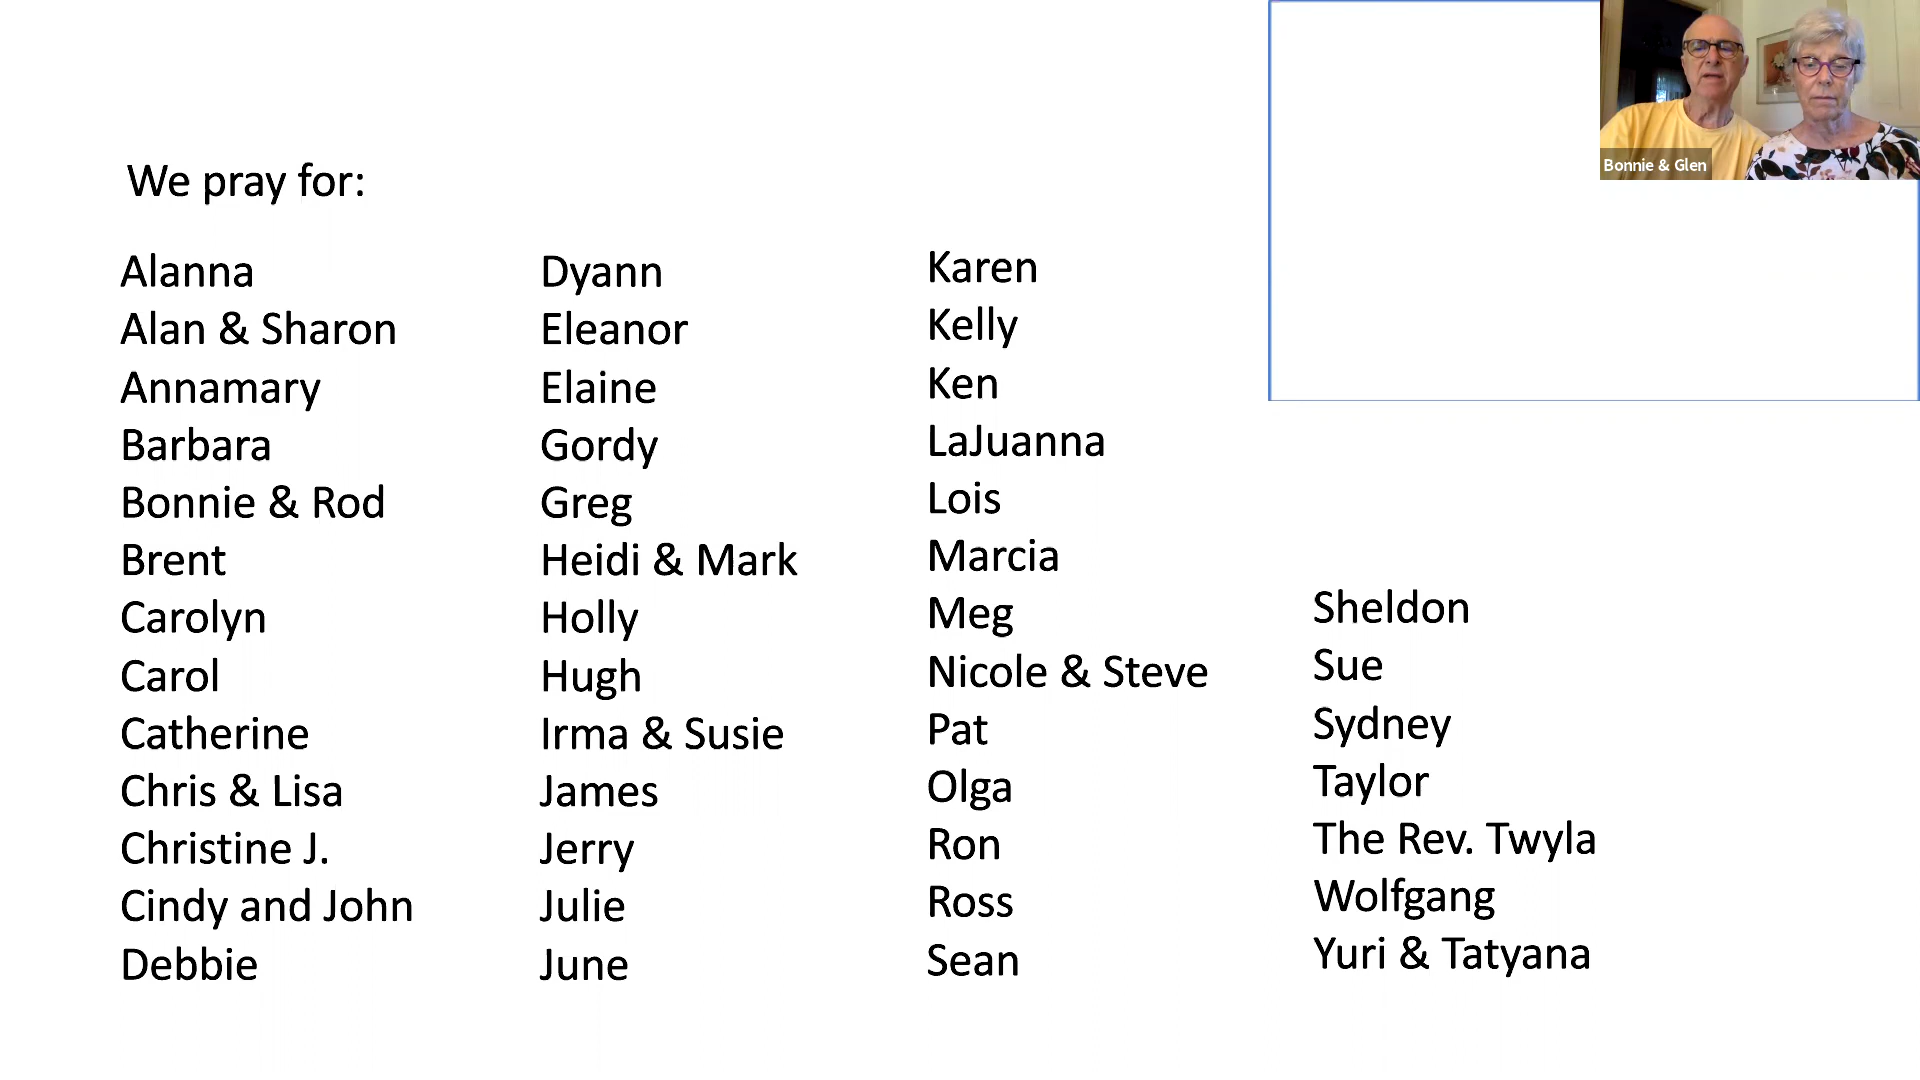 We pray for:
Alanna
Alan & Sharon
Annamary
Barbara
Bonnie & Rod
Brent
Carolyn
Carol
Catherine
Chris & Lisa
Christine J.
Cindy and John
Debbie
Dyann
Eleanor
Elaine
Gordy
Greg
Heidi & Mark
Holly
Hugh
Irma & Susie
James
Jerry
Julie
June
Karen
Kelly
Ken
LaJuanna
Lois
Marcia
Meg
Nicole & Steve
Pat
Olga
Ron
Ross
Sean
Sheldon
Sue
Sydney
Taylor
The Rev. Twyla
Wolfgang
Yuri & Tatyana
Bonnie & Glen